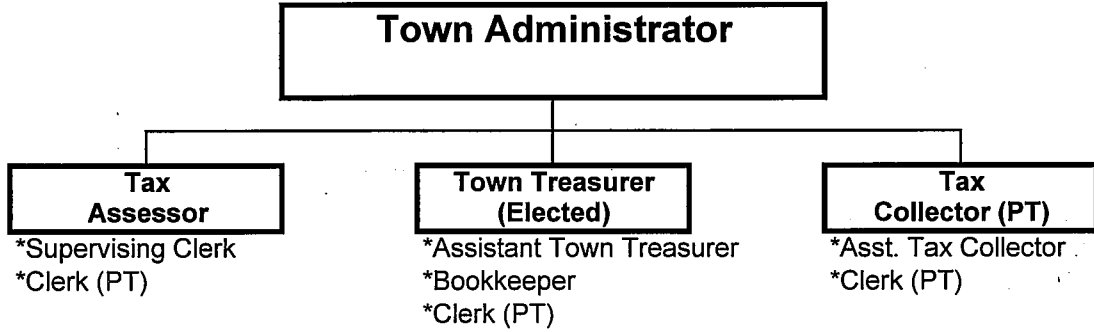 Town Administrator
Tax
Assessor
*Supervising Clerk
*Clerk (PT)
Town Treasurer
(Elected)
*Assistant Town Treasurer
*Bookkeeper
*Clerk (PT)
Tax
Collector (PT)
*Asst. Tax Collector
*Clerk (PT)